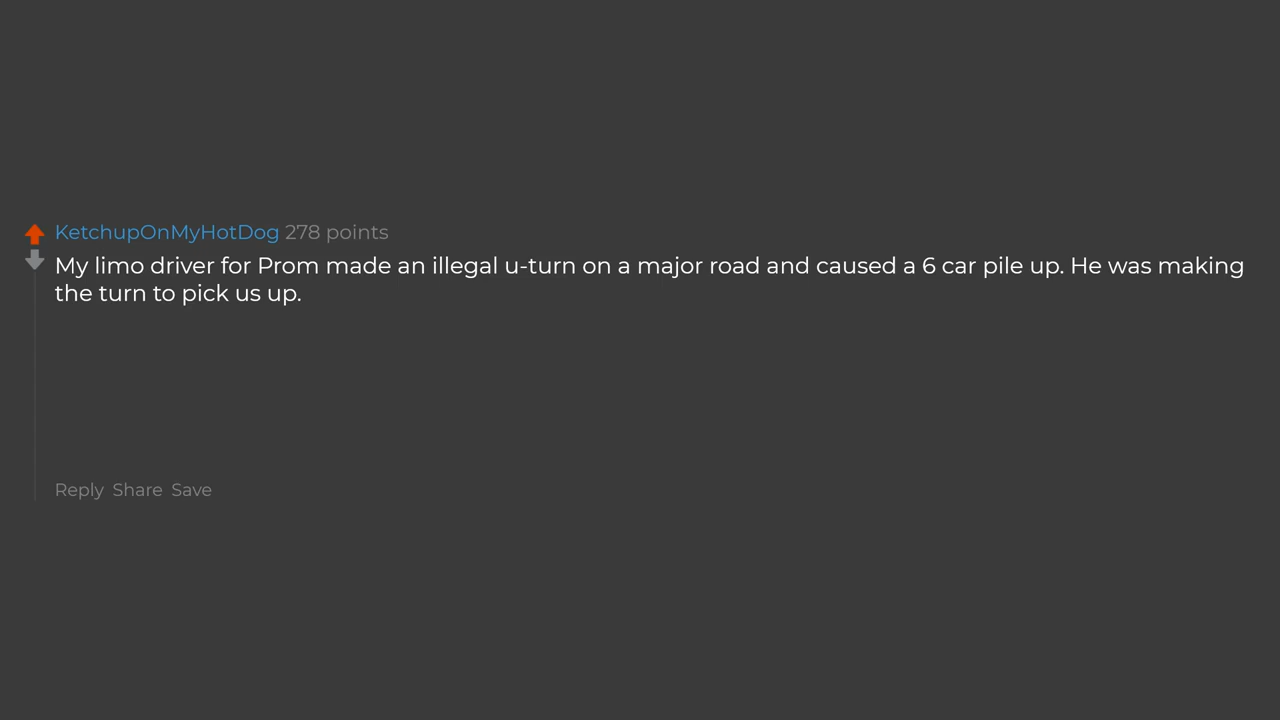 KetchupOnMyHotDog 278 points
My limo driver for Prom made an illegal u-turn on a major road and caused a 6 car pile up. He was making
the turn to pick us up.
Reply Share Save